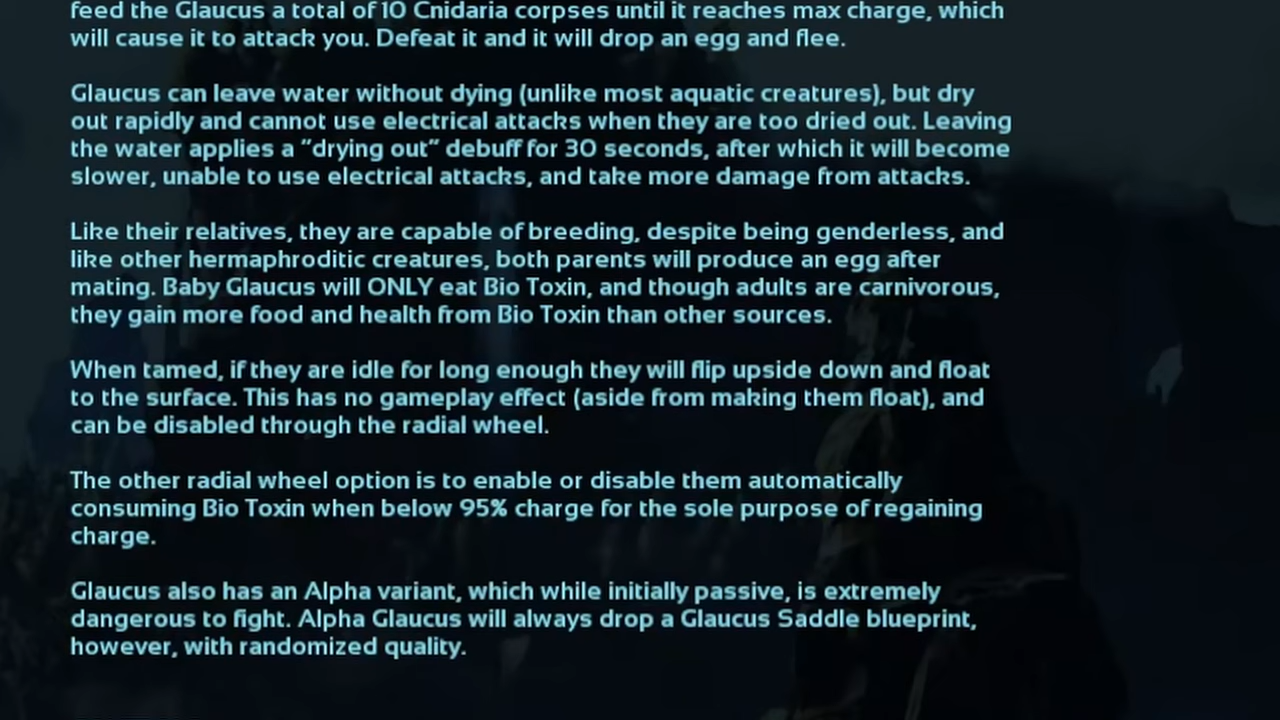 feed the Glaucus a total of 10 Cnidaria corpses until it reaches max charge, which
will cause it to attack you. Defeat it and it will drop an egg and flee.
Glaucus can leave water without dying (unlike most aquatic creatures), but dry
out rapidly and cannot use electrical attacks when they are too dried out. Leaving
the water applies a "drying out" debuff for 30 seconds, after which it will become
slower, unable to use electrical attacks, and take more damage from attacks.
Like their relatives, they are capable of breeding, despite being genderless, and
like other hermaphroditic creatures, both parents will produce an egg after
mating. Baby Glaucus will ONLY eat Bio Toxin, and though adults are carnivorous,
they gain more food and health from Bio Toxin than other sources.
When tamed, if they are idle for long enough they will flip upside down and float
to the surface. This has no gameplay effect (aside from making them float), and
can be disabled through the radial wheel.
The other radial wheel option is to enable or disable them automatically
consuming Bio Toxin when below 95% charge for the sole purpose of regaining
charge.
Glaucus also has an Alpha variant, which while initially passive, is extremely
dangerous to fight. Alpha Glaucus will always drop a Glaucus Saddle blueprint,
however, with randomized quality.